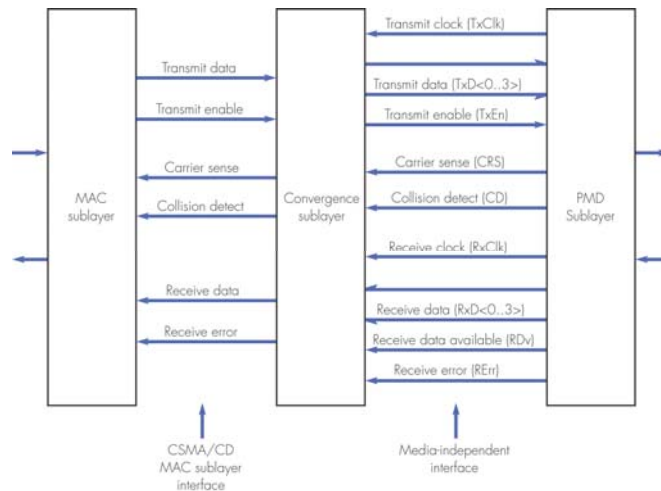 Transmit clock (TxClk)
Transmit data
Transmit data (TxD<0..3>)
Transmit enable
Transmit enable (TxEn)
Carrier sense
Carrier sense (CRS)
MAC
sublayer
Convergence
sublayer
PMD
Sublayer
Collision detect
Collision detect (CD)
Receive clock (RxClk)
Receive data
Receive data (RxD<0..3>)
Receive error
Receive data available (RDv)
Receive error (RErr)
CSMA/CD
MAC sublayer
interface
Media-independent
interface